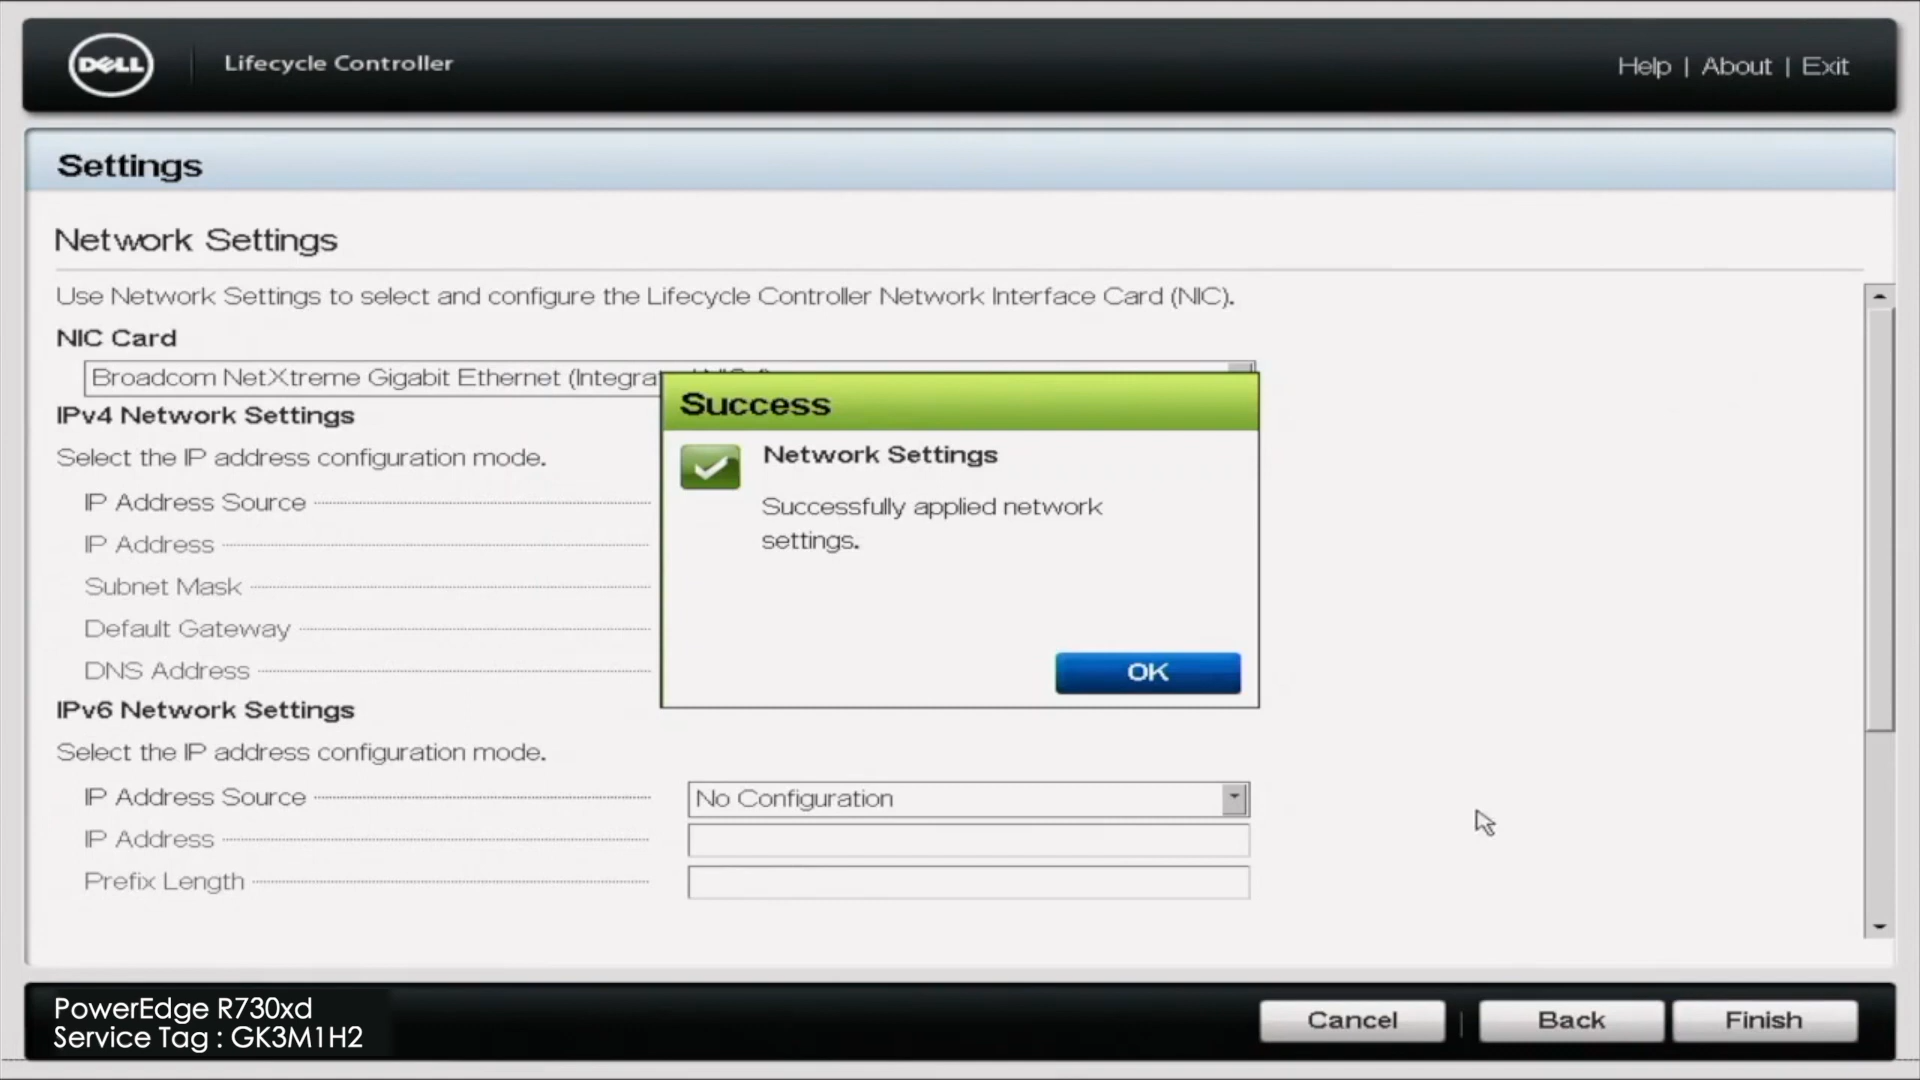 DELL
Lifecycle Controller
Help | About | Exit
Settings
Network Settings
Use Network Settings to select and configure the Lifecycle Controller Network Interface Card (NIC).
NIC Card
Broadcom NetXtreme Gigabit Ethernet
IPv4 Network Settings
Select the IP address configuration mode.
IP Address Source
IP Address
Subnet Mask
Default Gateway
DNS Address
Success
Network Settings
Successfully applied network
settings.
OK
IPv6 Network Settings
Select the IP address configuration mode.
IP Address Source
No Configuration
IP Address
Prefix Length
PowerEdge R730xd
Service Tag : GK3M1H2
Cancel | Back Finish